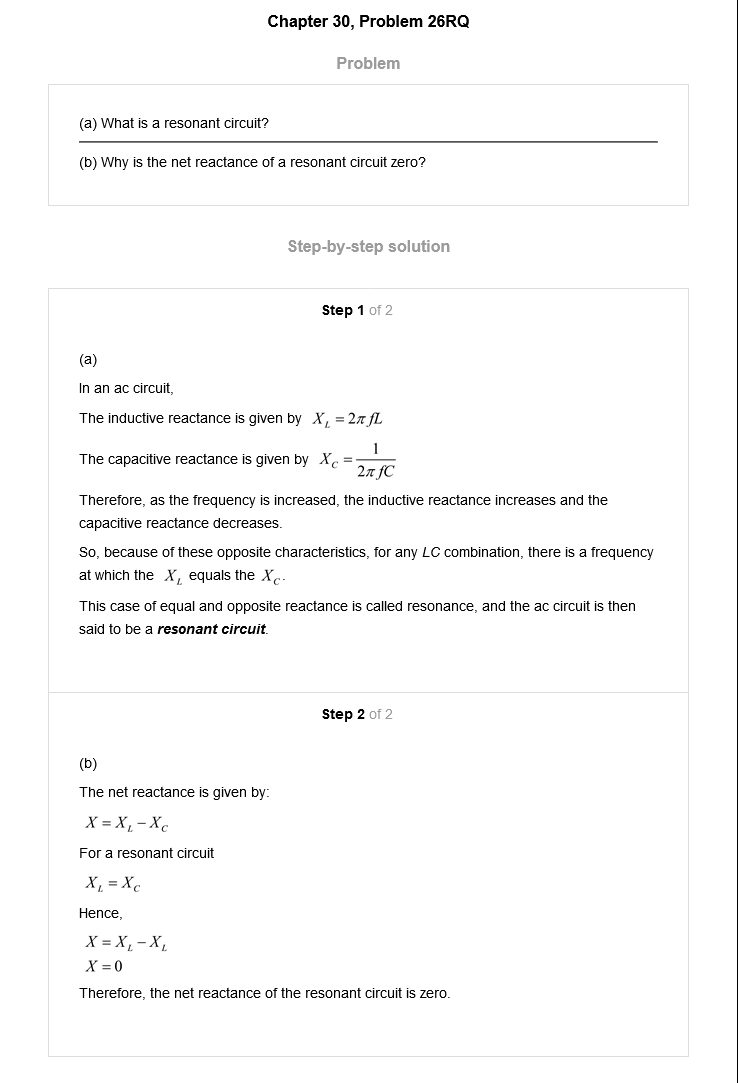 Chapter 30, Problem 26RQ
Problem
(a) What is a resonant circuit?
(b) Why is the net reactance of a resonant circuit zero?
Step-by-step solution
Step 1 of 2
(a)
In an ac circuit,
The inductive reactance is given by X_L = 2π fL
The capacitive reactance is given by X_C = 1 / 2π fC
Therefore, as the frequency is increased, the inductive reactance increases and the
capacitive reactance decreases.
So, because of these opposite characteristics, for any LC combination, there is a frequency
at which the X_L equals the X_C.
This case of equal and opposite reactance is called resonance, and the ac circuit is then
said to be a resonant circuit.
Step 2 of 2
(b)
The net reactance is given by:
X = X_L − X_C
For a resonant circuit
X_L = X_C
Hence,
X = X_L − X_L
X = 0
Therefore, the net reactance of the resonant circuit is zero.